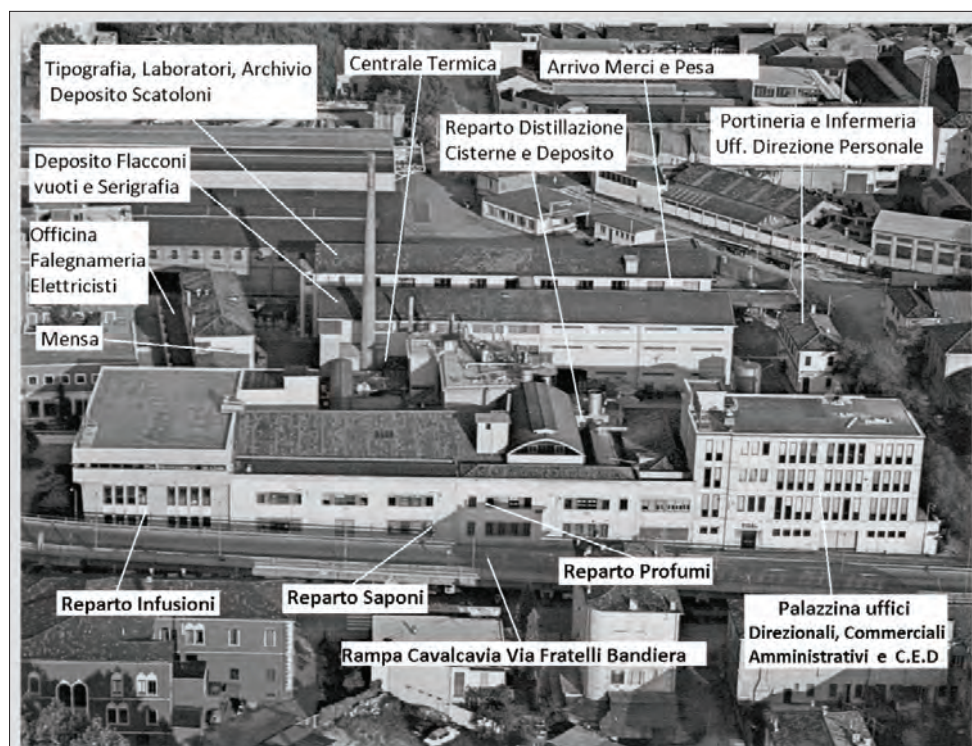 Tipografia, Laboratori, Archivio
Deposito Scatoloni
Centrale Termica
Arrivo Merci e Pesa
Reparto Distillazione
Cisterne e Deposito
Portineria e Infermeria
Uff. Direzione Personale
Deposito Flacconi
vuoti e Serigrafia
Officina
Falegnameria
Elettricisti
Mensa
Reparto Infusioni
Reparto Saponi
Reparto Profumi
Rampa Cavalcavia Via Fratelli Bandiera
Palazzina uffici
Direzionali, Commerciali
Amministrativi e C.E.D